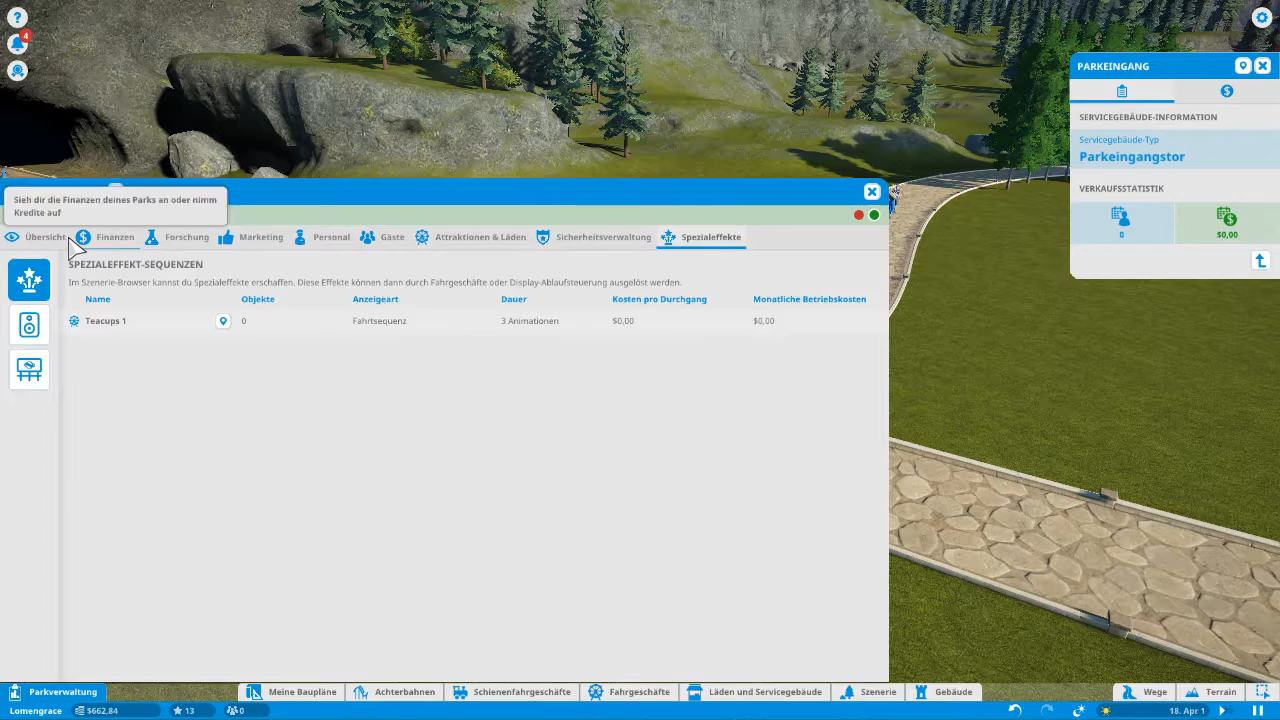 4
PARKEINGANG
SERVICEGEBÄUDE-INFORMATION
Servicegebäude-Typ
Parkeingangstor
VERKAUFSSTATISTIK
0
$0,00
Sieh dir die Finanzen deines Parks an oder nimm
Kredite auf
Übersicht Finanzen Forschung Marketing Personal Gäste Attraktionen & Läden Sicherheitsverwaltung Spezialeffekte
SPEZIALEFFEKT-SEQUENZEN
Im Szenerie-Browser kannst du Spezialeffekte erschaffen. Diese Effekte können dann durch Fahrgeschäfte oder Display-Ablaufsteuerung ausgelöst werden.
Name Objekte Anzeigeart Dauer Kosten pro Durchgang Monatliche Betriebskosten
Teacups 1 0 Fahrtsequenz 3 Animationen $0,00 $0,00
Parkverwaltung Meine Baupläne Achterbahnen Schienenfahrgeschäfte Fahrgeschäfte Läden und Servicegebäude Szenerie Gebäude Wege Terrain
Lomengrace $662,84 13 0 18. Apr 1